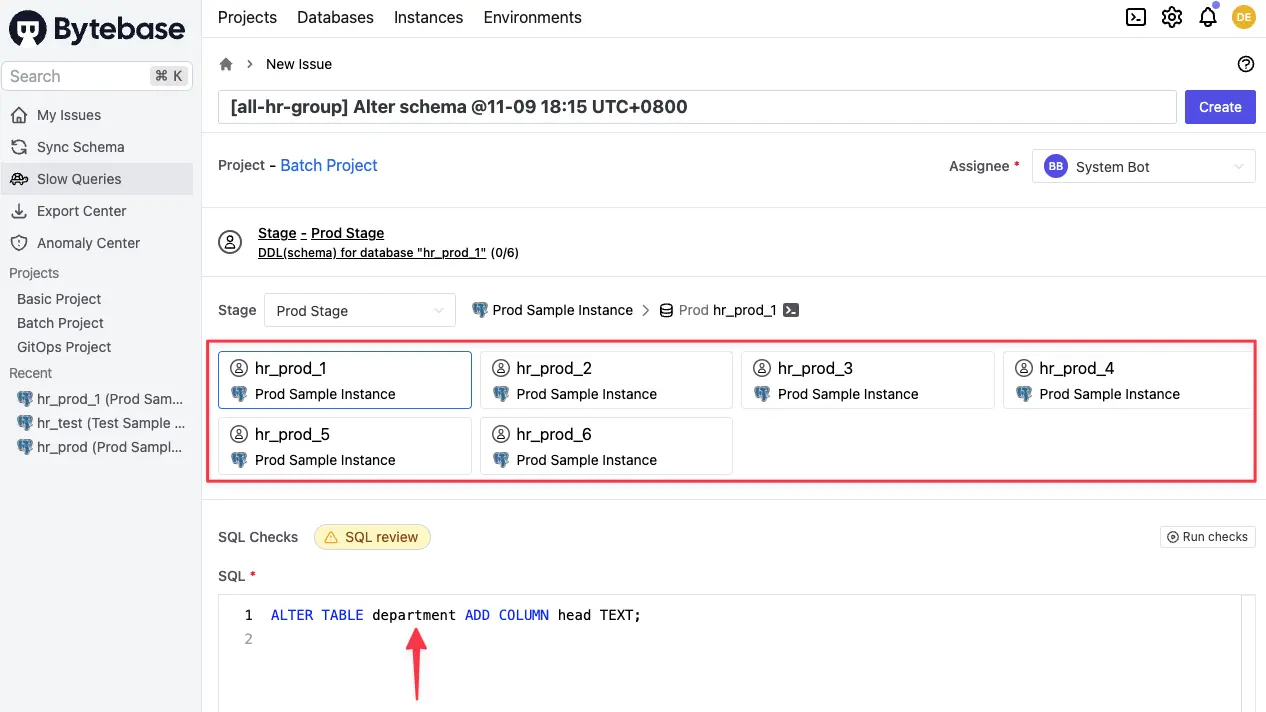 Bytebase
Projects Databases Instances Environments
DE
Search ⌘ K
New Issue
[all-hr-group] Alter schema @11-09 18:15 UTC+0800
Create
My Issues
Sync Schema
Slow Queries
Export Center
Anomaly Center
Projects
Basic Project
Batch Project
GitOps Project
Recent
hr_prod_1 (Prod Sam...
hr_test (Test Sample ...
hr_prod (Prod Sampl...
Project - Batch Project
Assignee * BB System Bot
Stage - Prod Stage
DDL(schema) for database "hr_prod_1" (0/6)
Stage Prod Stage Prod Sample Instance Prod hr_prod_1
hr_prod_1
Prod Sample Instance
hr_prod_2
Prod Sample Instance
hr_prod_3
Prod Sample Instance
hr_prod_4
Prod Sample Instance
hr_prod_5
Prod Sample Instance
hr_prod_6
Prod Sample Instance
SQL Checks SQL review Run checks
SQL *
1 ALTER TABLE department ADD COLUMN head TEXT;
2